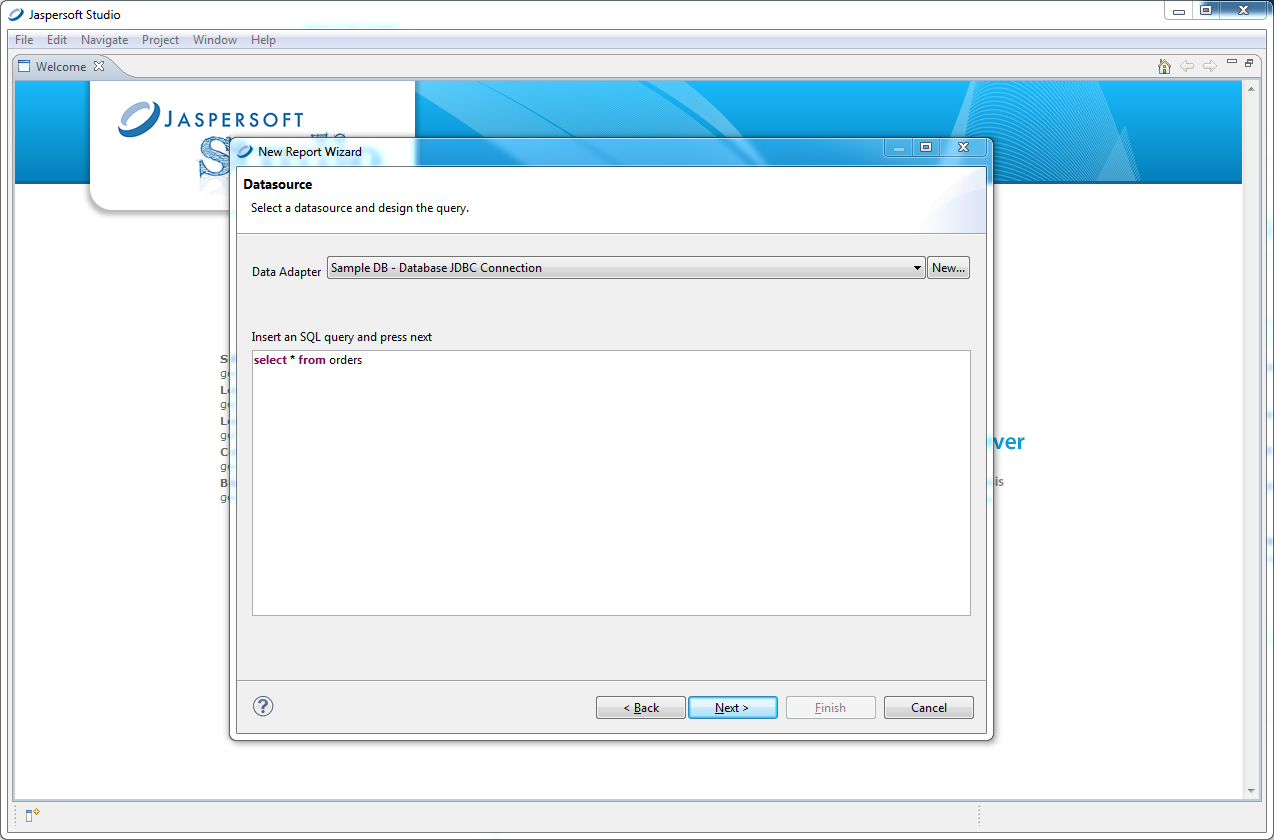 Jaspersoft Studio
File Edit Navigate Project Window Help
Welcome
JASPERSOFT
New Report Wizard
Datasource
Select a datasource and design the query.
Data Adapter Sample DB - Database JDBC Connection New...
Insert an SQL query and press next
select * from orders
ver
is
< Back Next > Finish Cancel